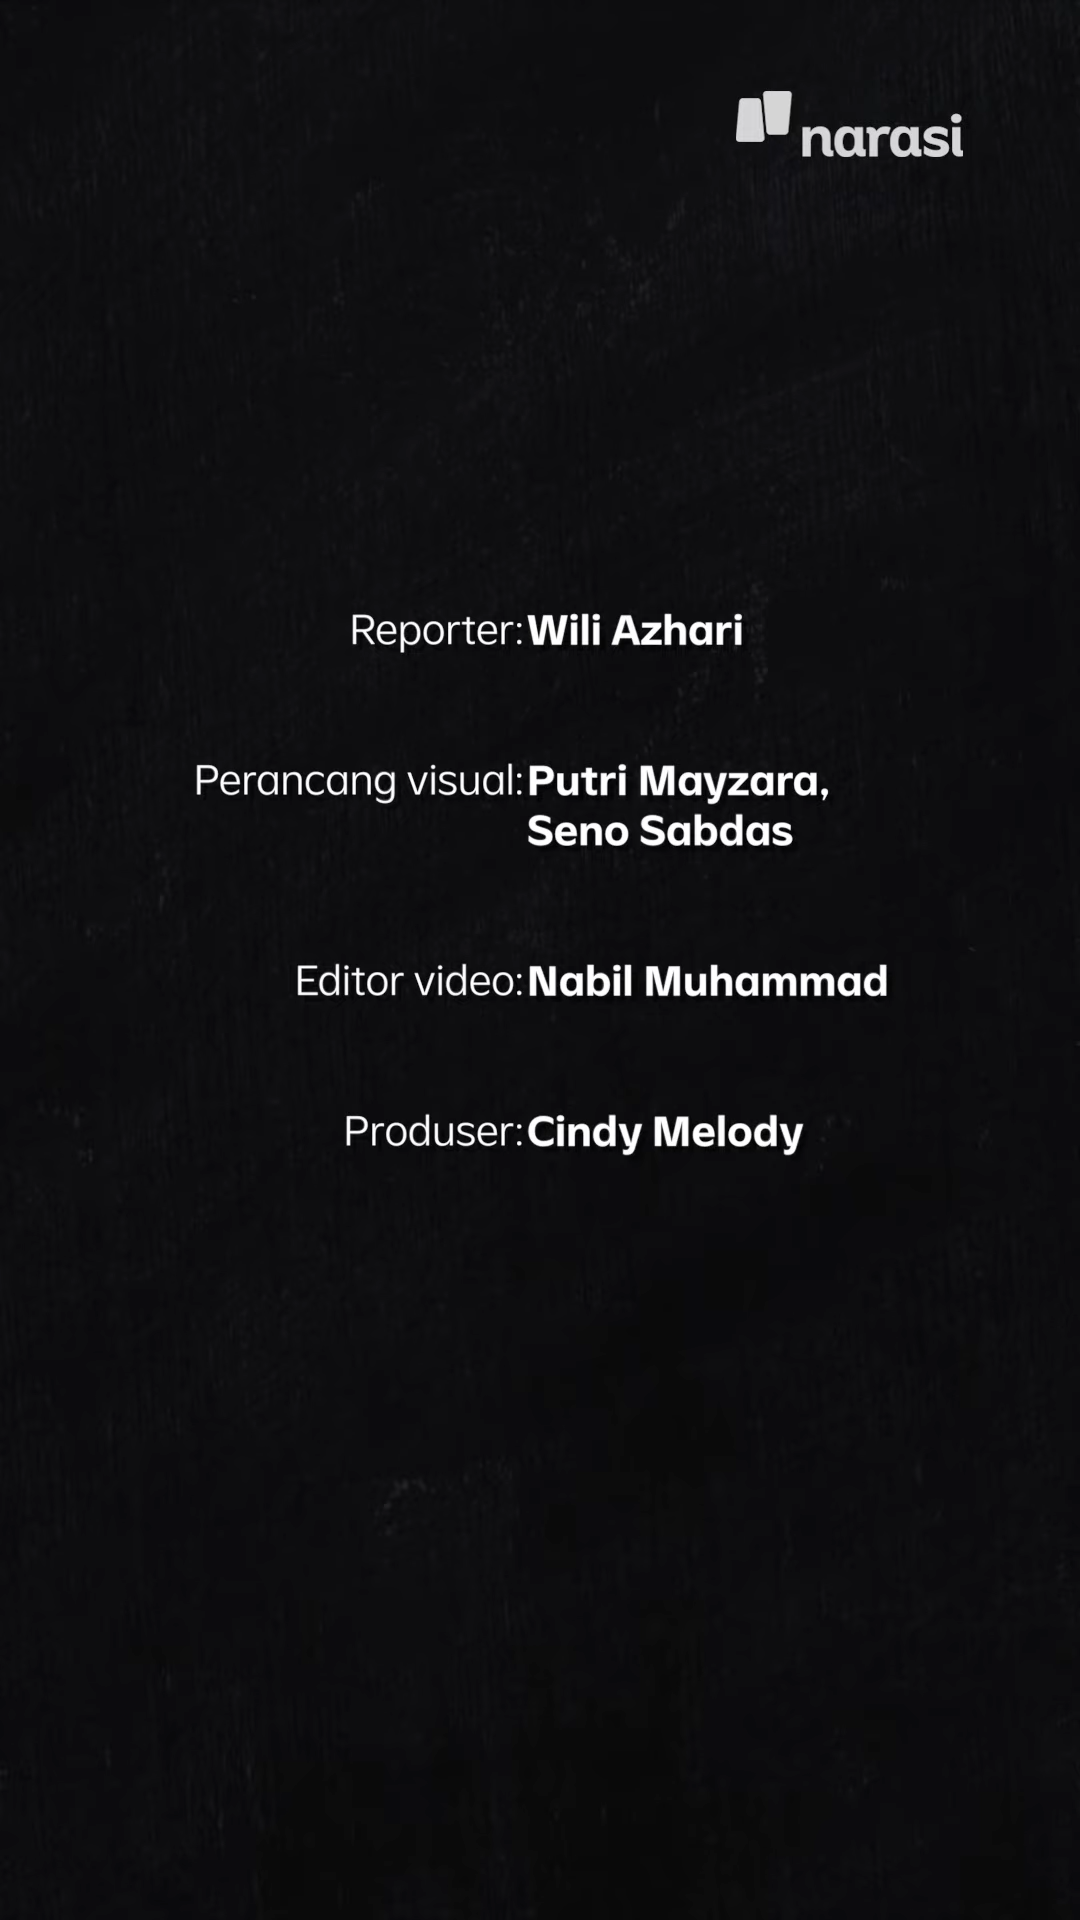 narasi
Reporter: Wili Azhari
Perancang visual: Putri Mayzara,
Seno Sabdas
Editor video: Nabil Muhammad
Produser: Cindy Melody